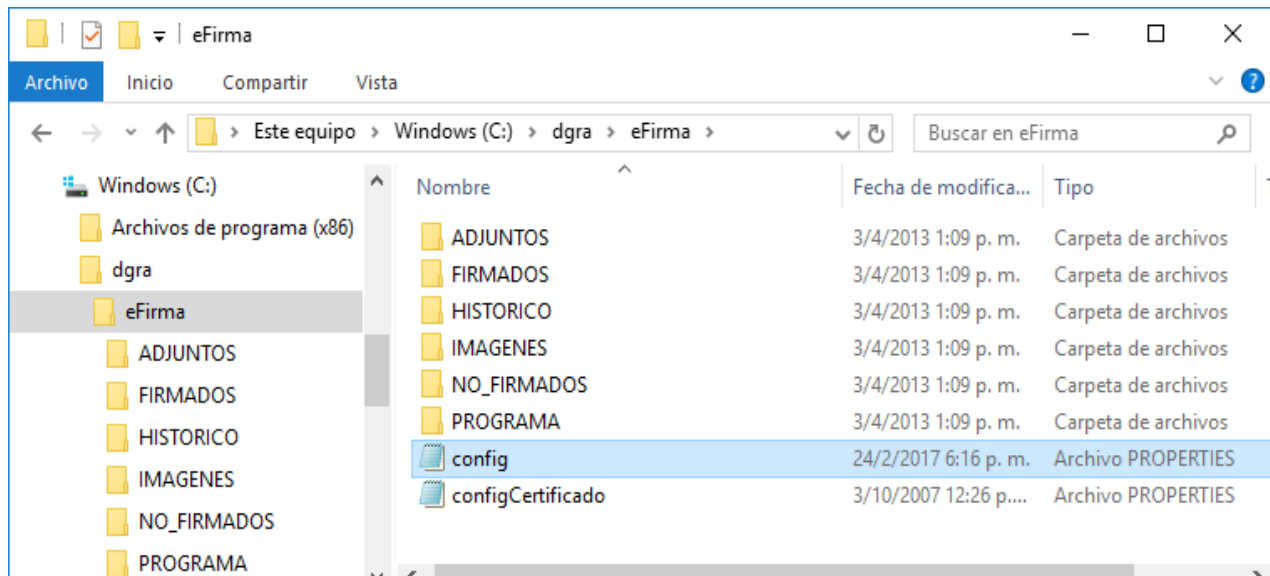 eFirma
Archivo Inicio Compartir Vista
Este equipo > Windows (C:) > dgra > eFirma >
Buscar en eFirma
Windows (C:)
Archivos de programa (x86)
dgra
eFirma
ADJUNTOS
FIRMADOS
HISTORICO
IMAGENES
NO_FIRMADOS
PROGRAMA
Nombre Fecha de modifica... Tipo
ADJUNTOS 3/4/2013 1:09 p. m. Carpeta de archivos
FIRMADOS 3/4/2013 1:09 p. m. Carpeta de archivos
HISTORICO 3/4/2013 1:09 p. m. Carpeta de archivos
IMAGENES 3/4/2013 1:09 p. m. Carpeta de archivos
NO_FIRMADOS 3/4/2013 1:09 p. m. Carpeta de archivos
PROGRAMA 3/4/2013 1:09 p. m. Carpeta de archivos
config 24/2/2017 6:16 p. m. Archivo PROPERTIES
configCertificado 3/10/2007 12:26 p.... Archivo PROPERTIES